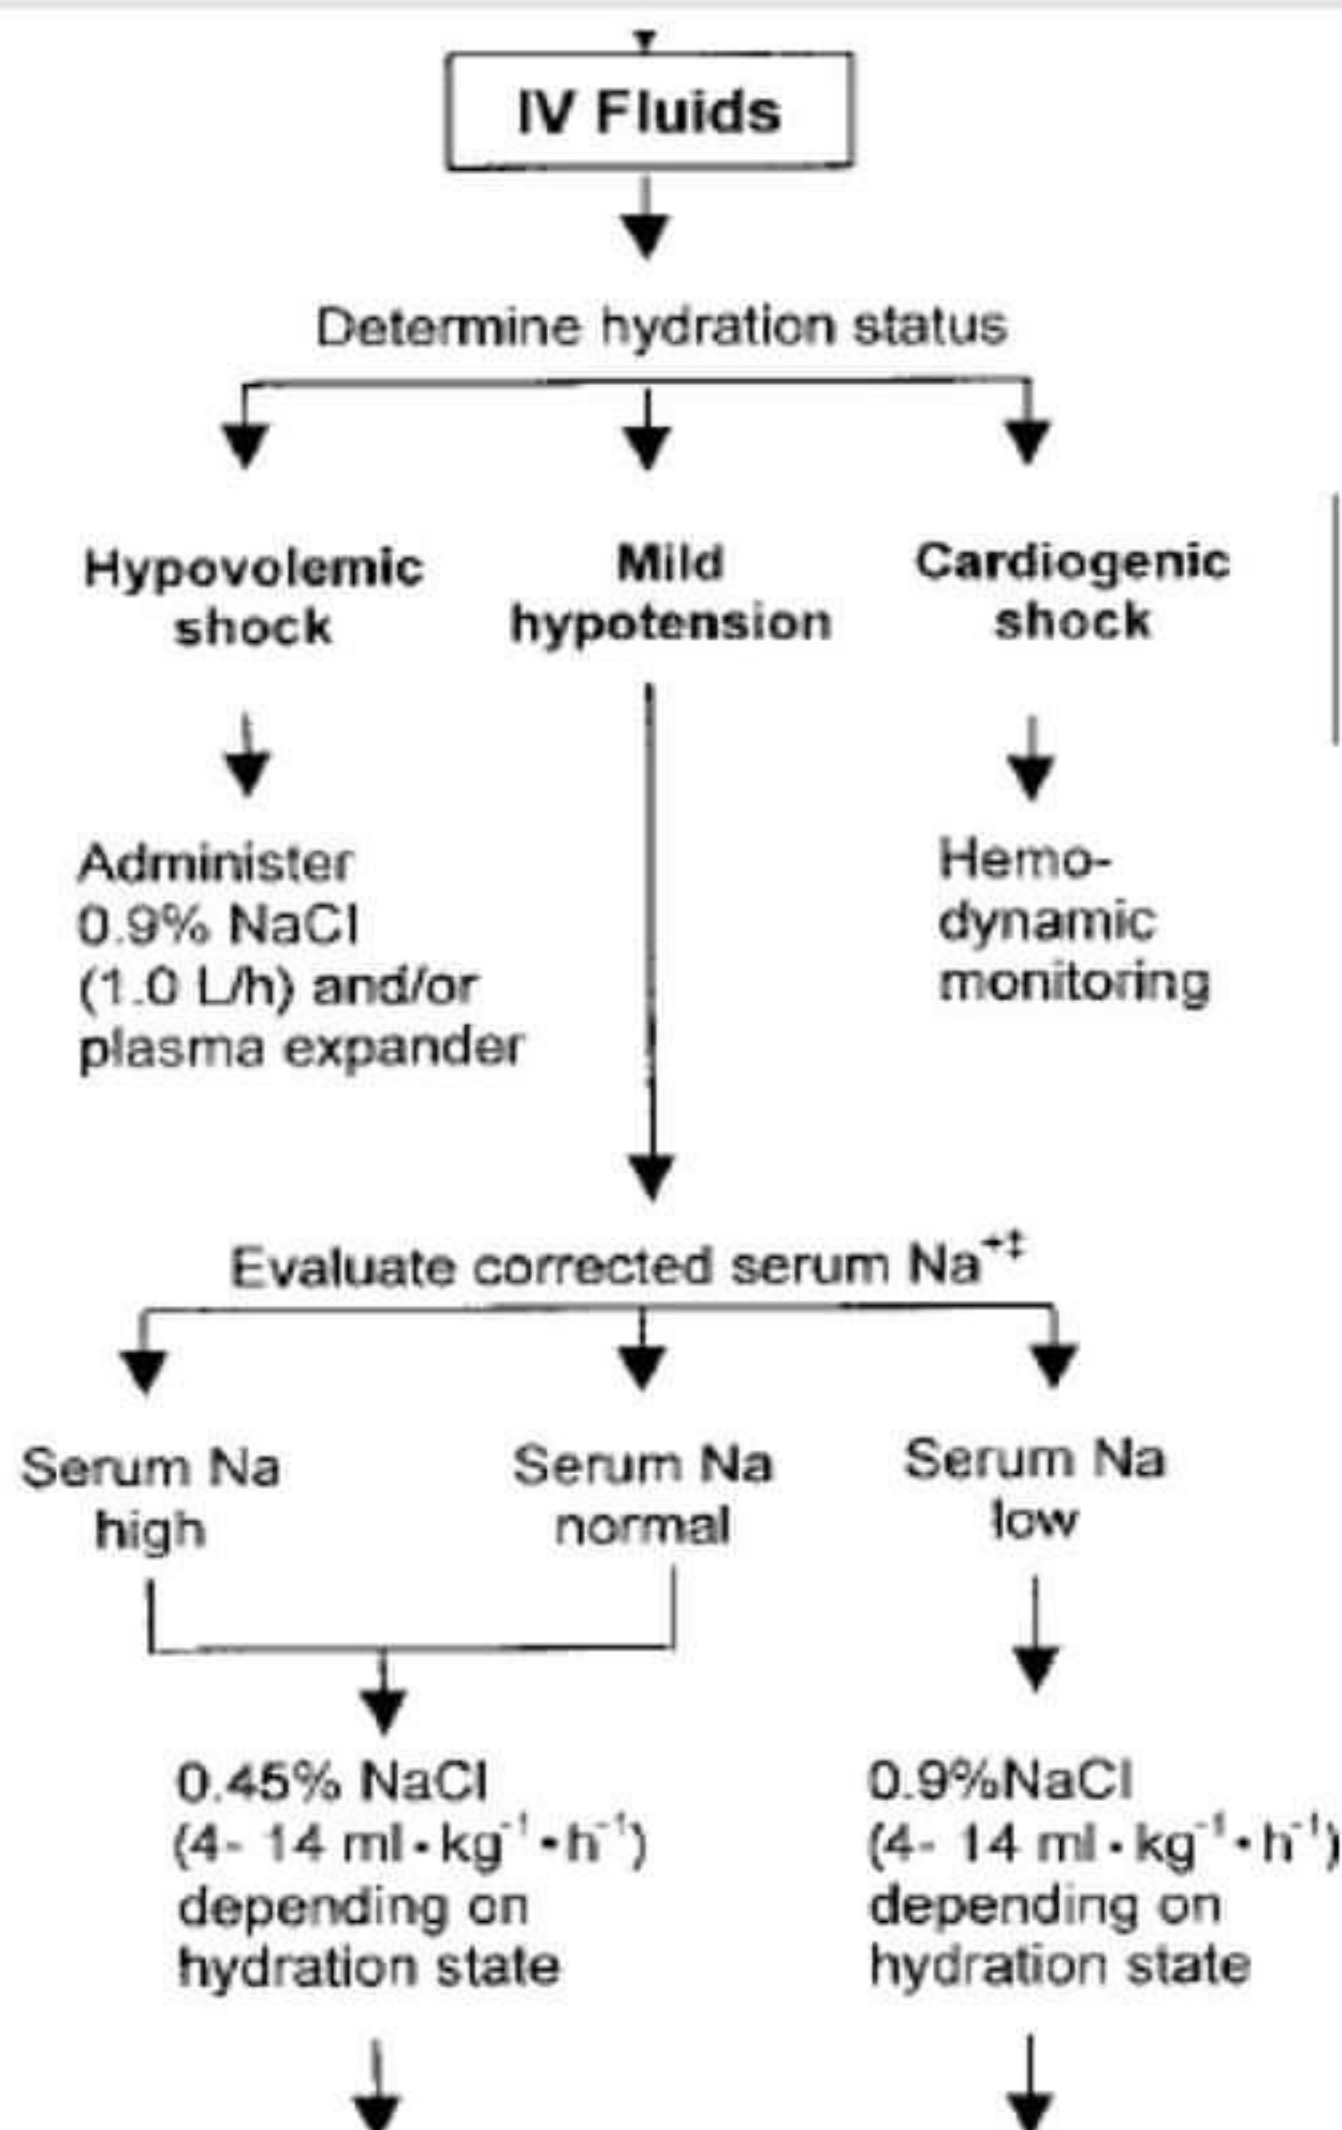 IV Fluids
Determine hydration status
Hypovolemic
shock
Mild
hypotension
Cardiogenic
shock
Administer
0.9% NaCl
(1.0 L/h) and/or
plasma expander
Hemo-
dynamic
monitoring
Evaluate corrected serum Na⁺‡
Serum Na
high
Serum Na
normal
Serum Na
low
0.45% NaCl
(4- 14 ml·kg⁻¹·h⁻¹)
depending on
hydration state
0.9%NaCl
(4- 14 ml·kg⁻¹·h⁻¹)
depending on
hydration state